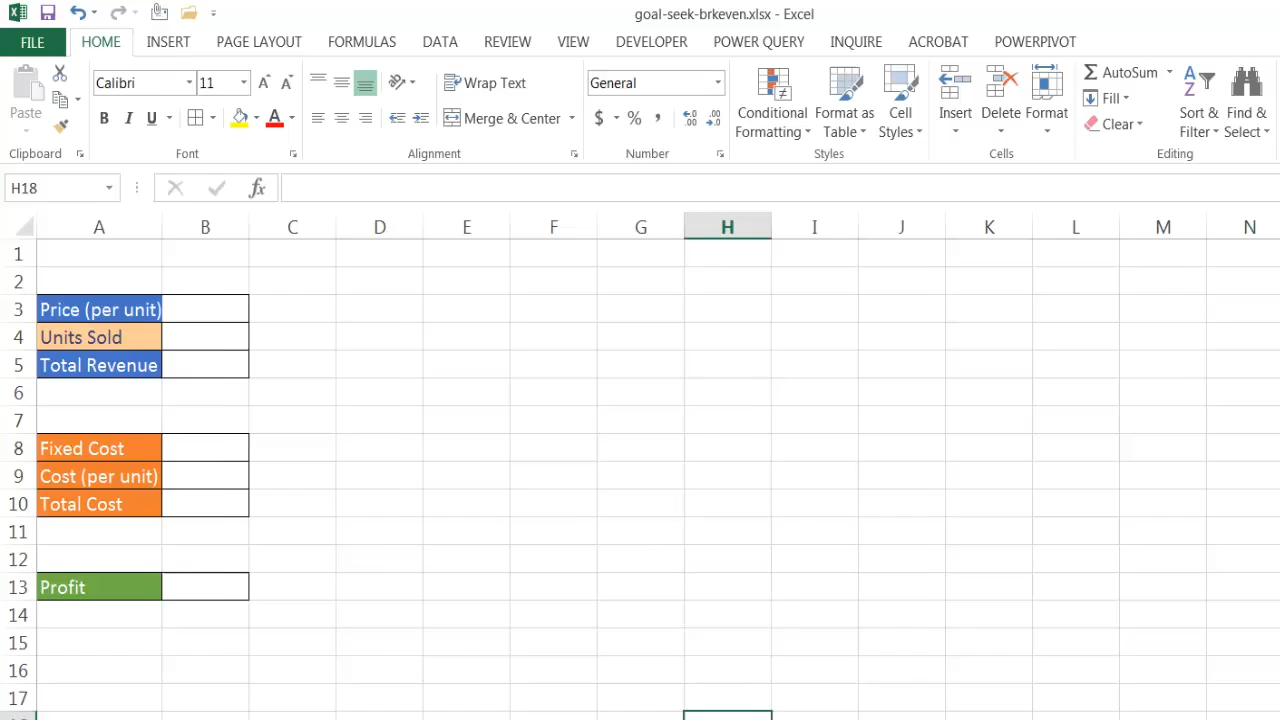 goal-seek-brkeven.xlsx - Excel
FILE HOME INSERT PAGE LAYOUT FORMULAS DATA REVIEW VIEW DEVELOPER POWER QUERY INQUIRE ACROBAT POWERPIVOT
Paste
Calibri 11
B I U
Wrap Text
Merge & Center
General
$ % , .00 .0
Conditional Formatting
Format as Table
Cell Styles
Insert Delete Format
AutoSum
Fill
Clear
Sort & Filter
Find & Select
Clipboard Font Alignment Number Styles Cells Editing
H18 fx
A B C D E F G H I J K L M N
1
2
3 Price (per unit)
4 Units Sold
5 Total Revenue
6
7
8 Fixed Cost
9 Cost (per unit)
10 Total Cost
11
12
13 Profit
14
15
16
17